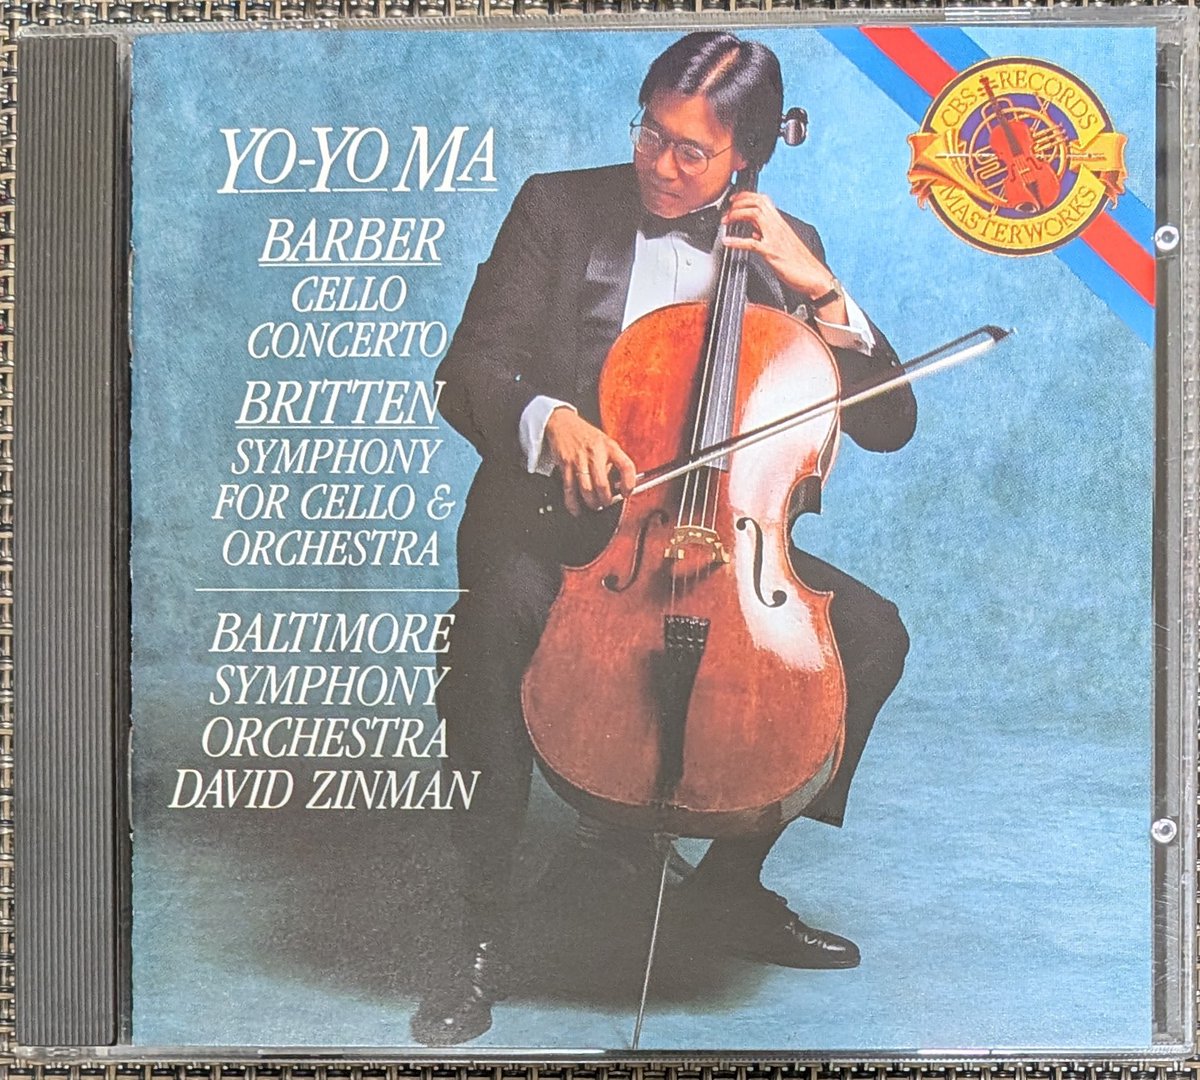 YO-YO MA
BARBER
CELLO
CONCERTO
BRITTEN
SYMPHONY
FOR CELLO &
ORCHESTRA
BALTIMORE
SYMPHONY
ORCHESTRA
DAVID ZINMAN
CBS RECORDS
MASTERWORKS